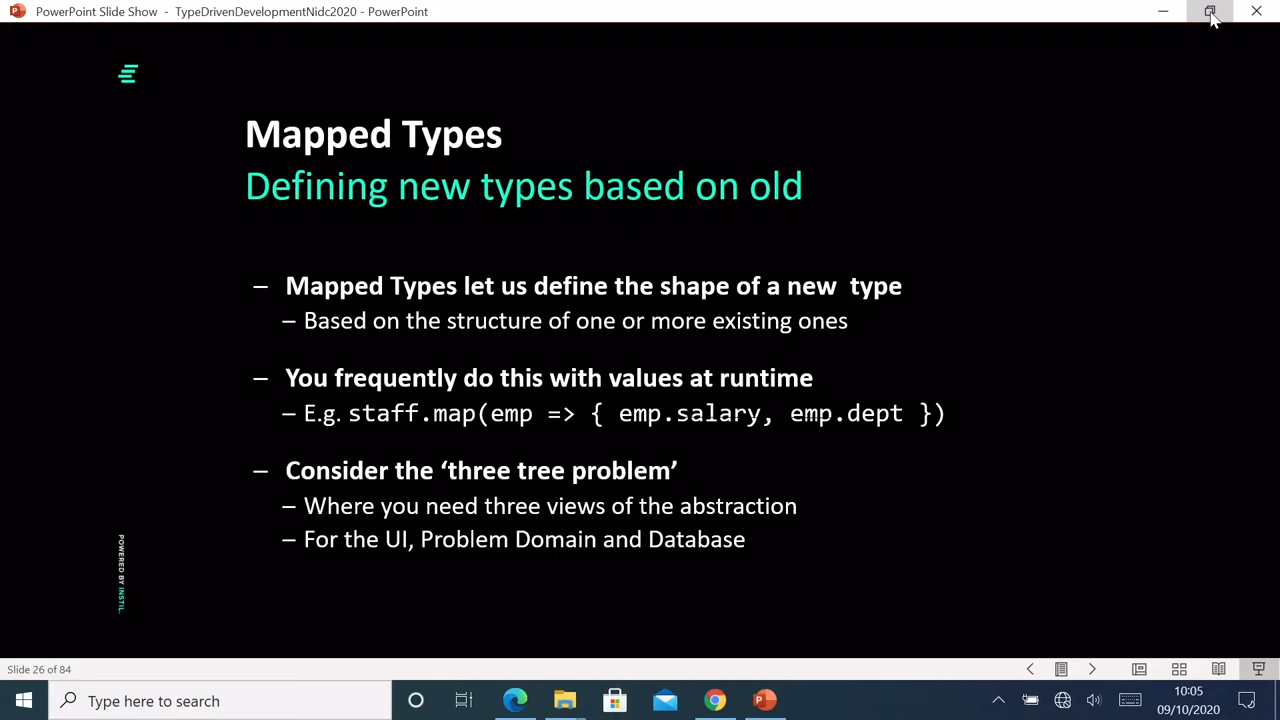 PowerPoint Slide Show - TypeDrivenDevelopmentNidc2020 - PowerPoint
Mapped Types
Defining new types based on old
– Mapped Types let us define the shape of a new  type
– Based on the structure of one or more existing ones
– You frequently do this with values at runtime
– E.g. staff.map(emp => { emp.salary, emp.dept })
– Consider the ‘three tree problem’
– Where you need three views of the abstraction
– For the UI, Problem Domain and Database
POWERED BY INSTIL.
Slide 26 of 84
Type here to search
10:05
09/10/2020